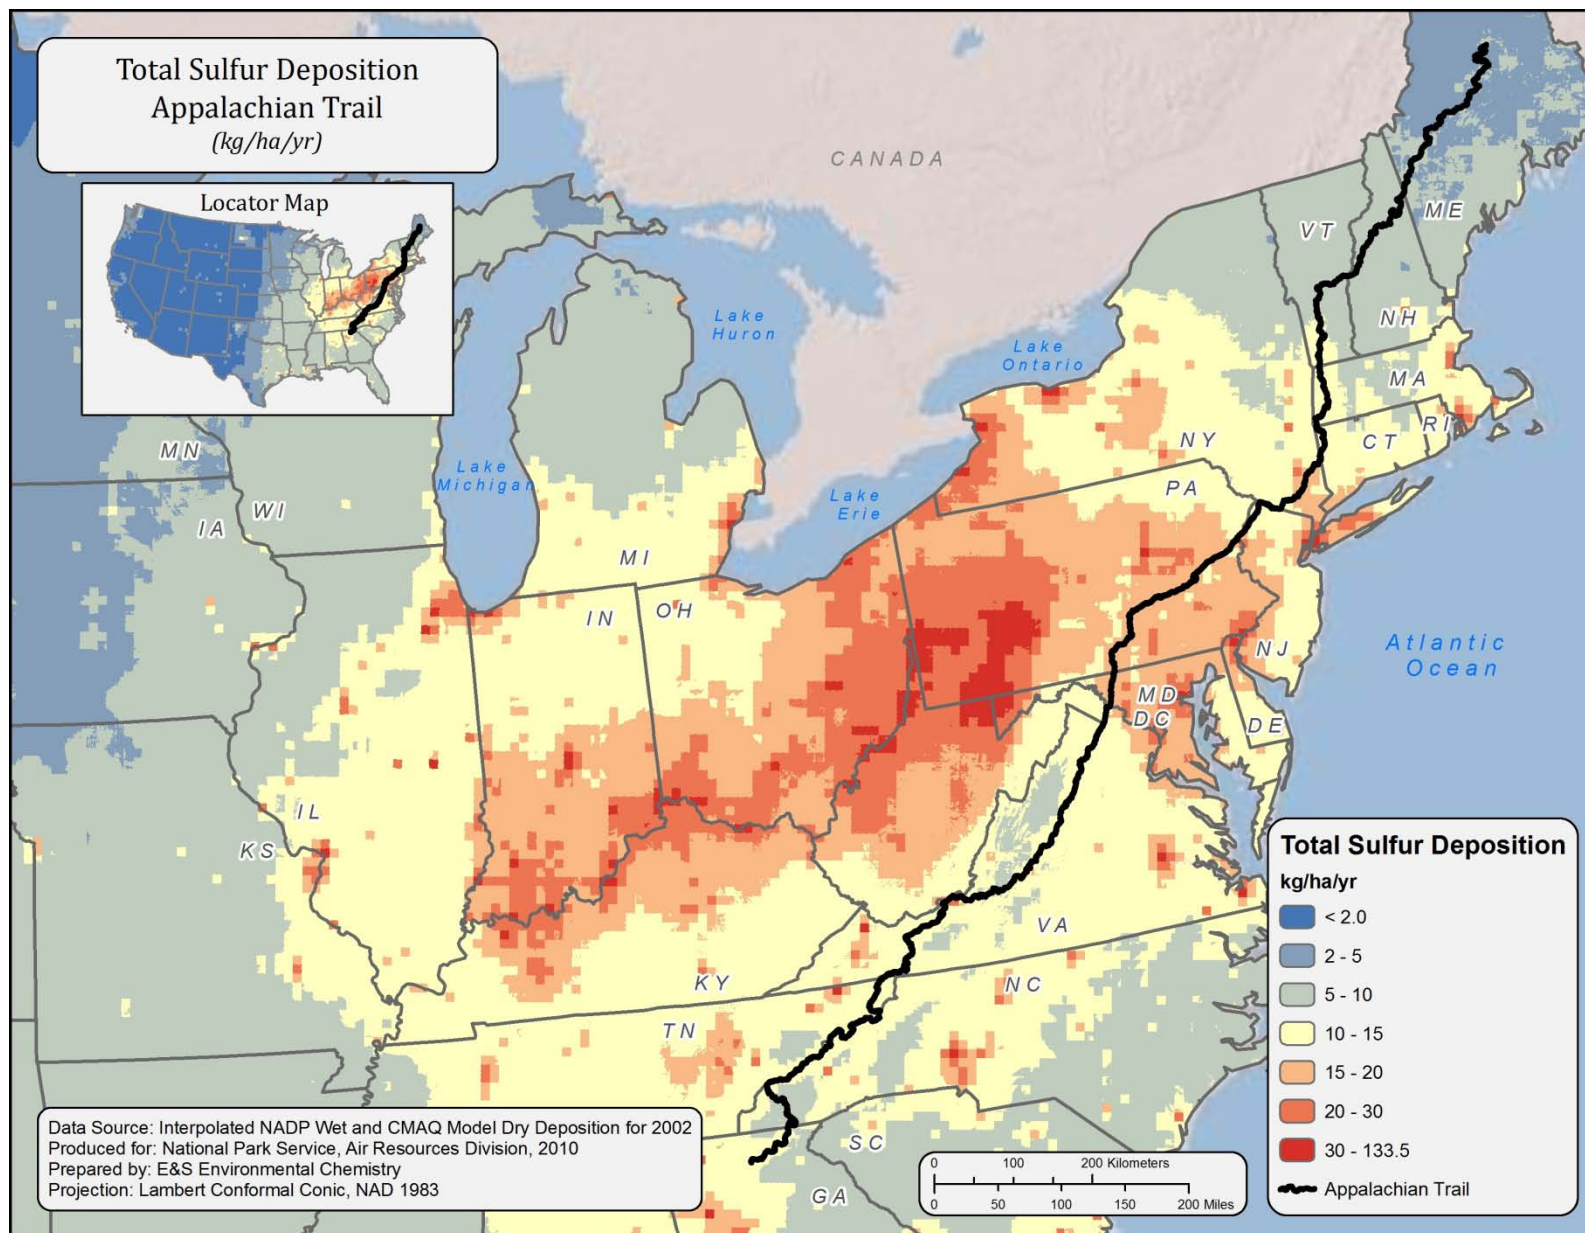 Total Sulfur Deposition
Appalachian Trail
(kg/ha/yr)
Locator Map
CANADA
ME
VT
NH
Lake
Huron
Lake
Ontario
MA
NY
CT
RI
MN
Lake
Michigan
WI
IA
Lake
Erie
PA
MI
IN
OH
NJ
Atlantic
Ocean
MD
DC
DE
IL
KS
VA
KY
NC
TN
SC
GA
Total Sulfur Deposition
kg/ha/yr
< 2.0
2 - 5
5 - 10
10 - 15
15 - 20
20 - 30
30 - 133.5
Appalachian Trail
Data Source: Interpolated NADP Wet and CMAQ Model Dry Deposition for 2002
Produced for: National Park Service, Air Resources Division, 2010
Prepared by: E&S Environmental Chemistry
Projection: Lambert Conformal Conic, NAD 1983
0 100 200 Kilometers
0 50 100 150 200 Miles